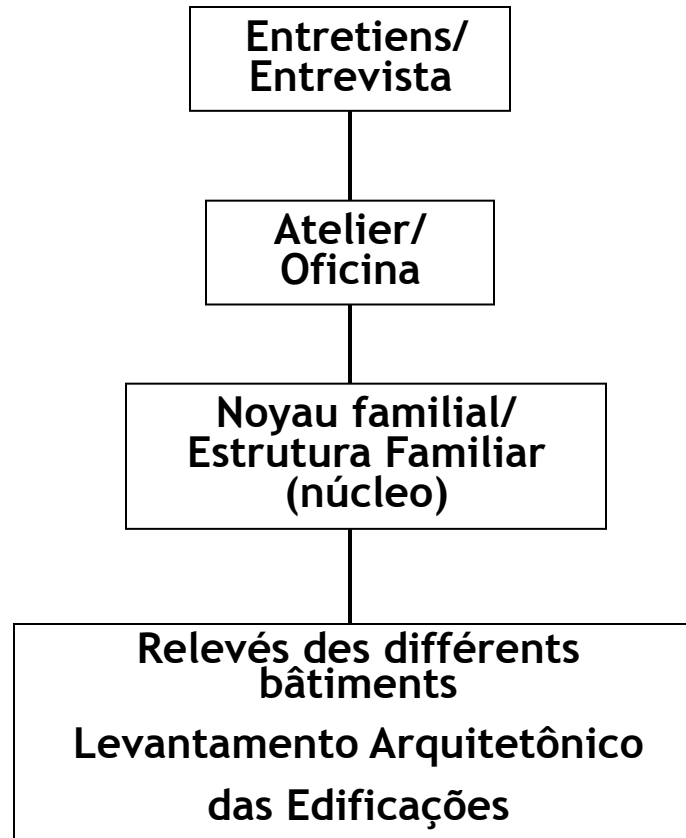 Entretiens/
Entrevista
Atelier/
Oficina
Noyau familial/
Estrutura Familiar
(núcleo)
Relevés des différents
bâtiments
Levantamento Arquitetônico
das Edificações